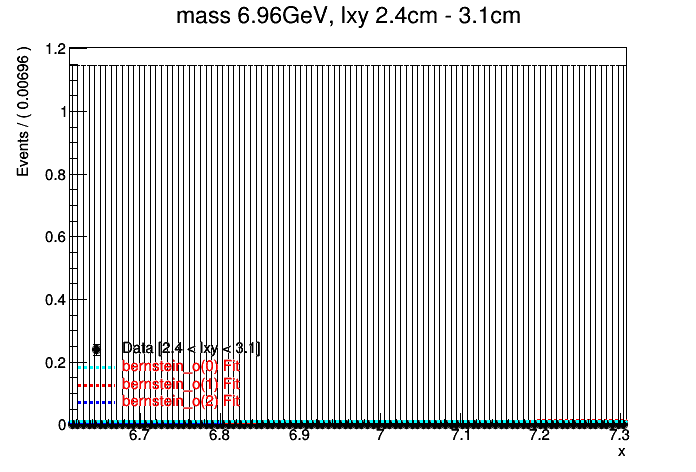 mass 6.96GeV, lxy 2.4cm - 3.1cm
Events / ( 0.00696 )
1.2
1
0.8
0.6
0.4
0.2
0
Data [2.4 < lxy < 3.1]
bernstein_o(0) Fit
bernstein_o(1) Fit
bernstein_o(2) Fit
6.7 6.8 6.9 7 7.1 7.2 7.3
x